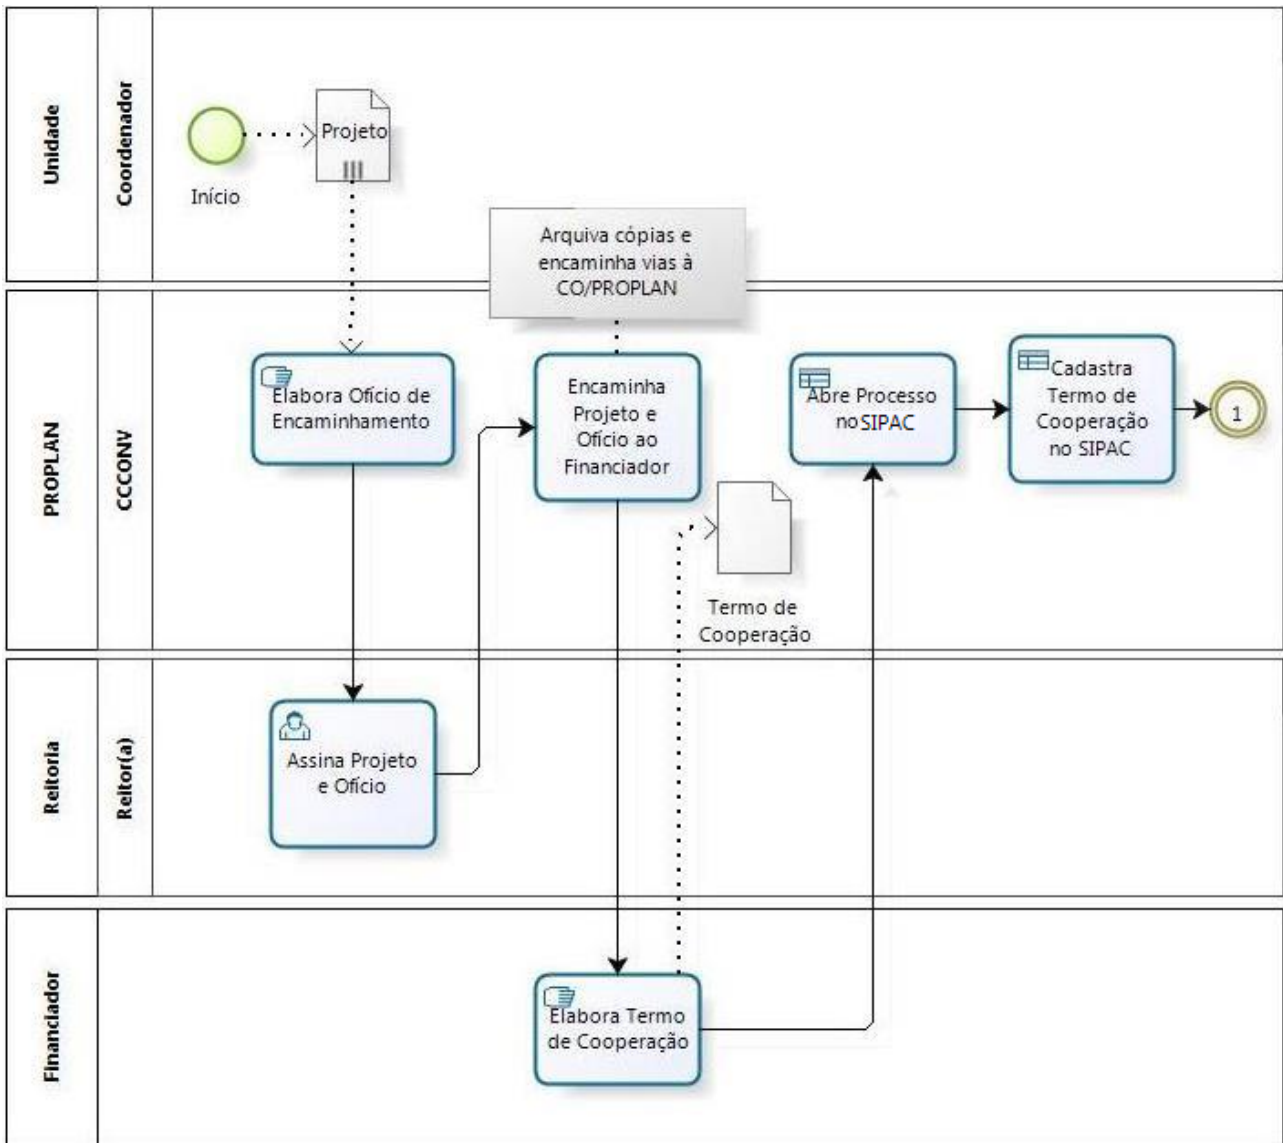 Unidade
Coordenador
Projeto
Início
Arquiva cópias e
encaminha vias à
CO/PROPLAN
PROPLAN
CCCONV
Elabora Ofício de
Encaminhamento
Encaminha
Projeto e
Ofício ao
Financiador
Abre Processo
no SIPAC
Cadastra
Termo de
Cooperação
no SIPAC
1
Termo de
Cooperação
Reitoria
Reitor(a)
Assina Projeto
e Ofício
Financiador
Elabora Termo
de Cooperação